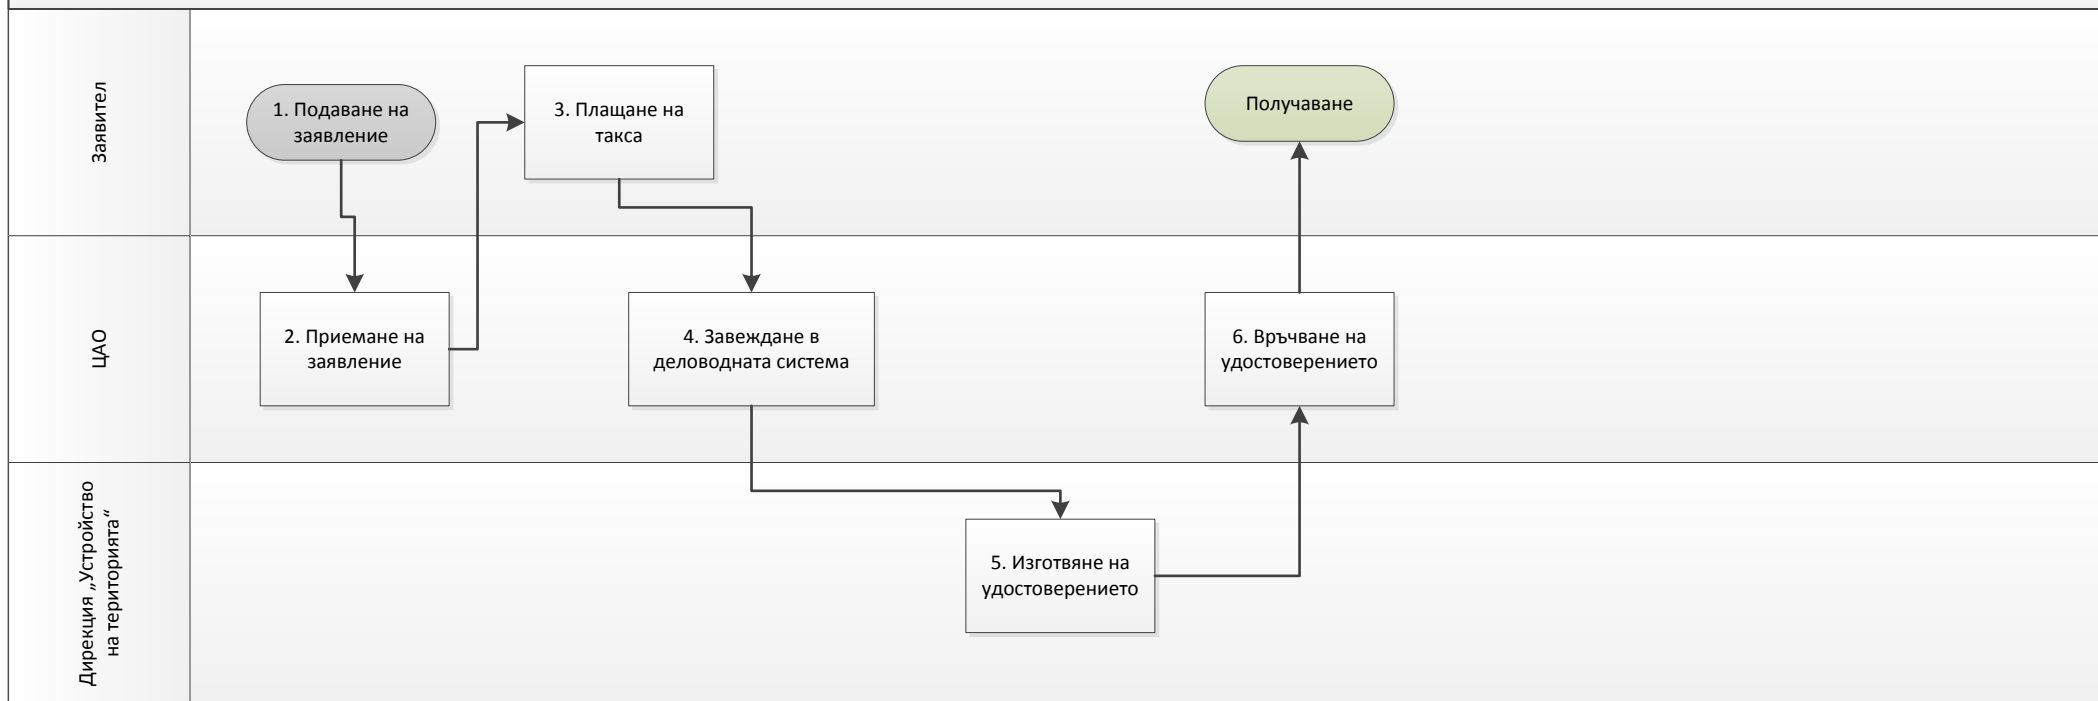 Заявител
1. Подаване на
заявление
3. Плащане на
такса
Получаване
ЦАО
2. Приемане на
заявление
4. Завеждане в
деловодната система
6. Връчване на
удостоверението
Дирекция „Устройство
на територията“
5. Изготвяне на
удостоверението